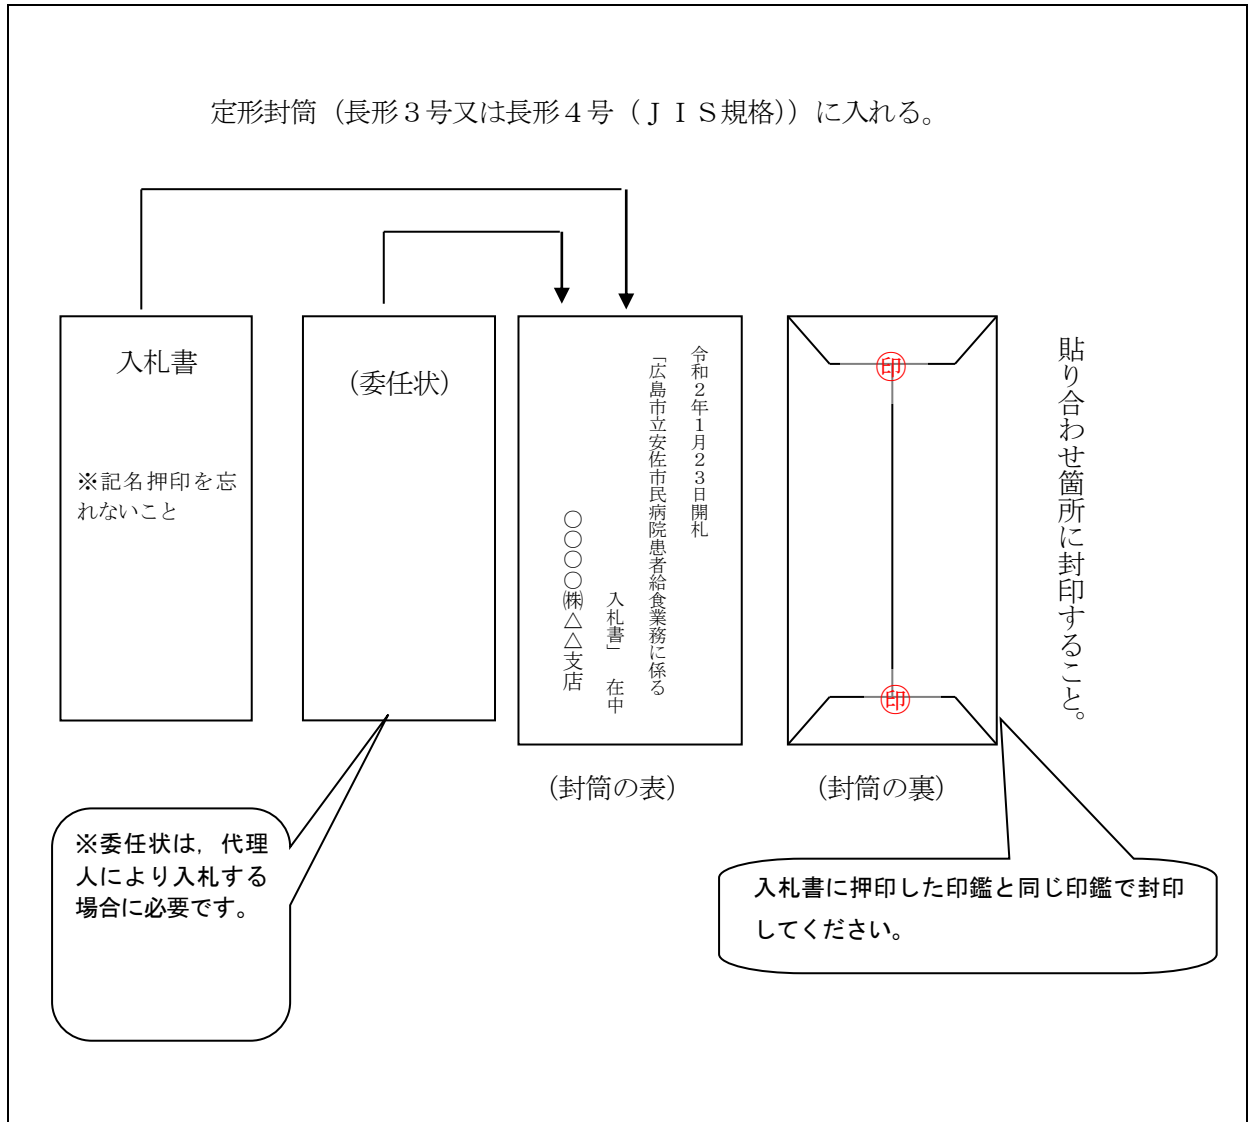 定形封筒（長形３号又は長形４号（ＪＩＳ規格））に入れる。
入札書
※記名押印を忘
れないこと
（委任状）
令和２年１月２３日開札
「広島市立安佐市民病院患者給食業務に係る
入札書」　在中
〇〇〇〇㈱△△支店
（封筒の表）
印
印
（封筒の裏）
貼り合わせ箇所に封印すること。
※委任状は，代理
人により入札する
場合に必要です。
入札書に押印した印鑑と同じ印鑑で封印
してください。